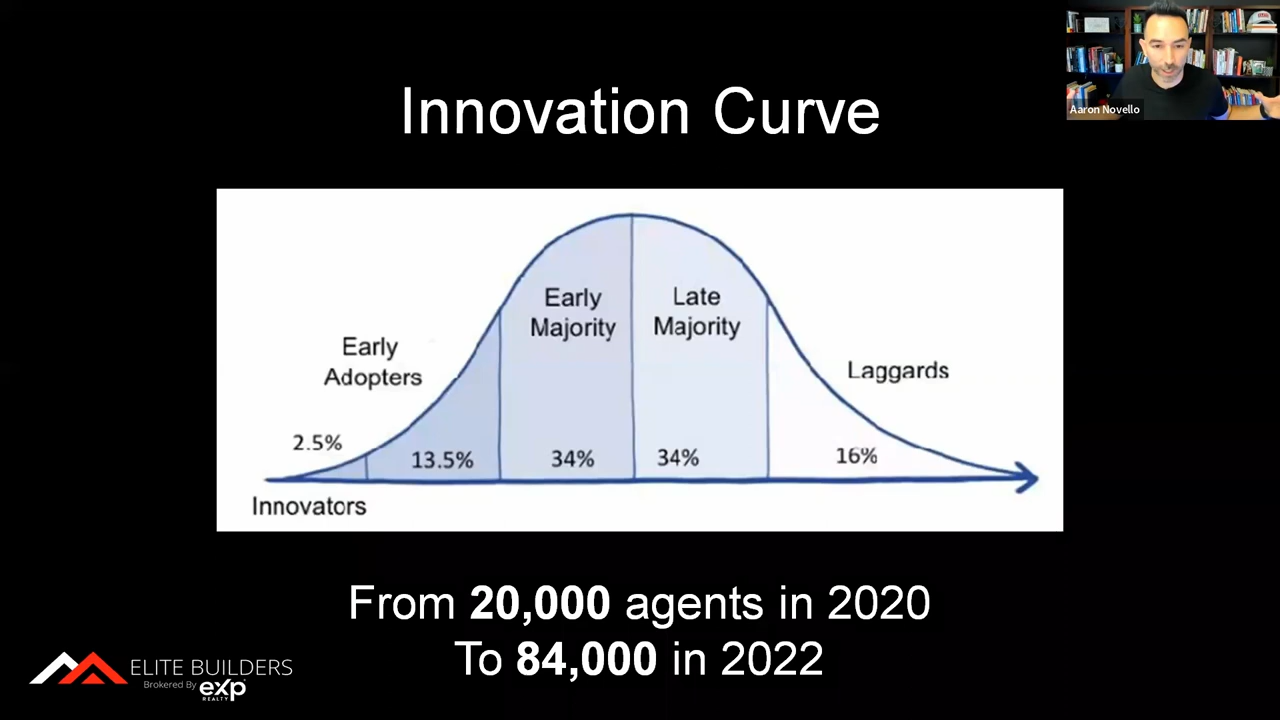 Aaron Novello
Innovation Curve
Early
Majority
Late
Majority
Early
Adopters
Laggards
2.5%
13.5%
34%
34%
16%
Innovators
From 20,000 agents in 2020
To 84,000 in 2022
ELITE BUILDERS
Brokered By eXp
REALTY